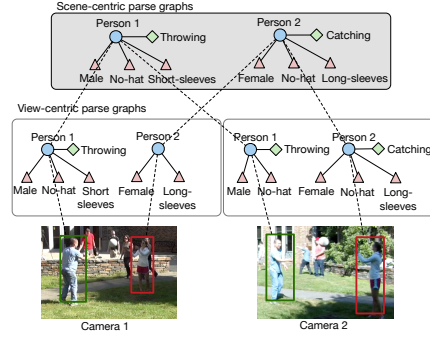 Scene-centric parse graphs
Person 1
Throwing
Male No-hat Short-sleeves
Person 2
Catching
Female No-hat Long-sleeves
View-centric parse graphs
Person 1
Throwing
Male No-hat Short
sleeves
Person 2
Female Long-
sleeves
Person 1
Throwing
Male No-hat
Person 2
Catching
Female No-hat Long-
sleeves
Camera 1
Camera 2